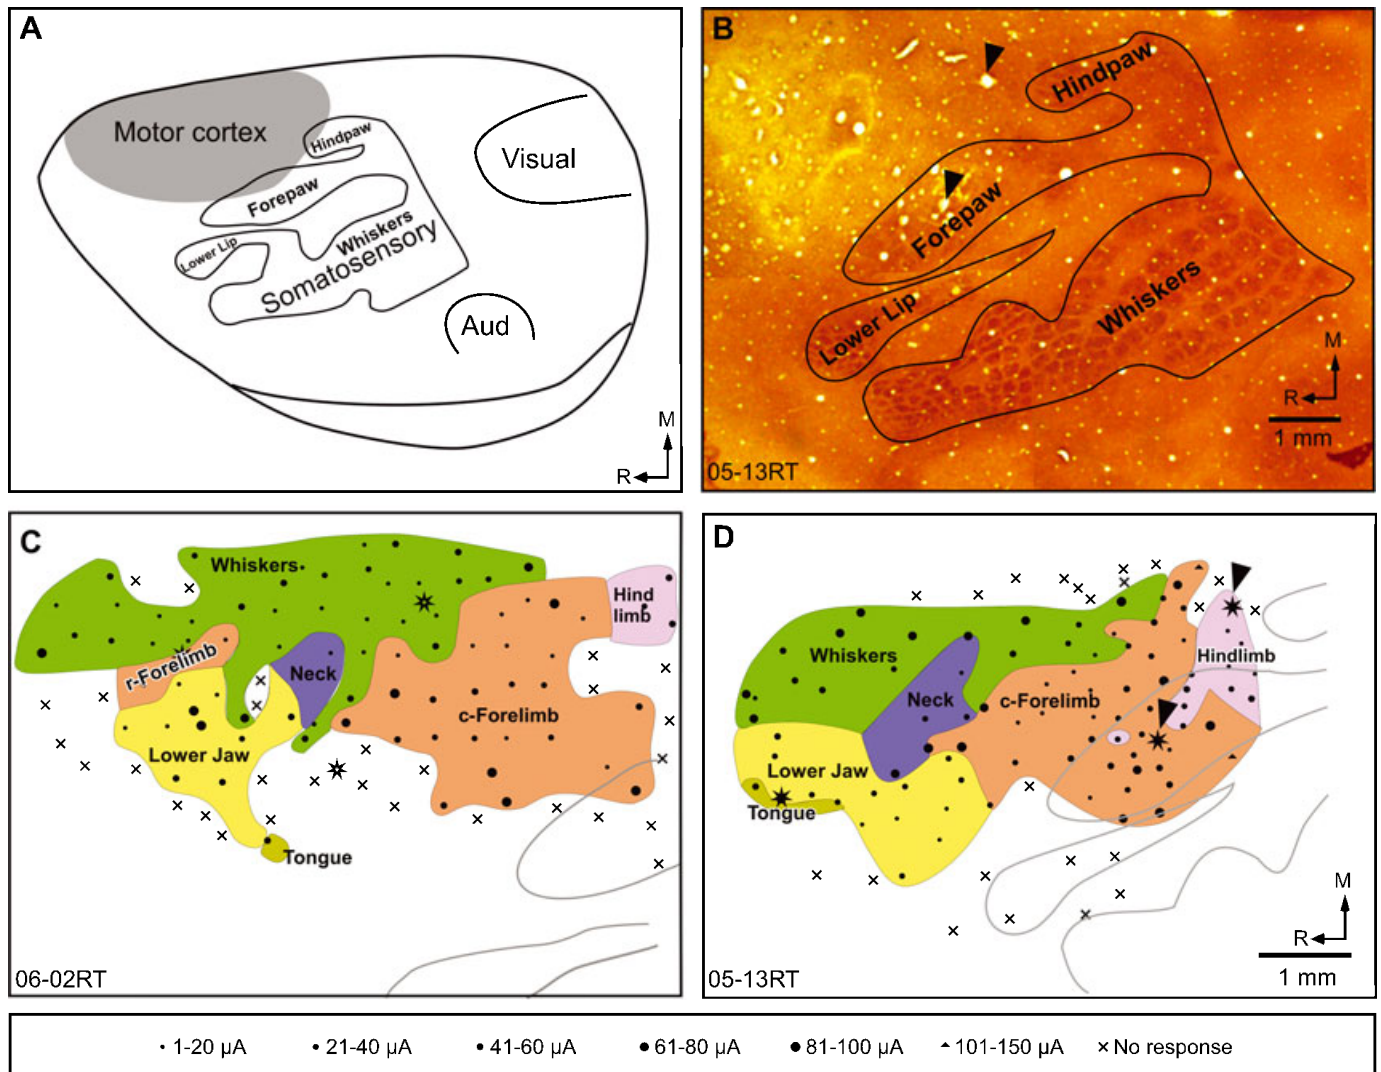 A
Motor cortex
Hindpaw
Visual
Forepaw
Lower Lip
Whiskers
Somatosensory
Aud
M
R
B
Hindpaw
Forepaw
Lower Lip
Whiskers
M
R
1 mm
05-13RT
C
Whiskers
Hind
limb
r-Forelimb
Neck
c-Forelimb
Lower Jaw
Tongue
06-02RT
D
Whiskers
Hindlimb
Neck
c-Forelimb
Lower Jaw
Tongue
M
R
1 mm
05-13RT
1-20 µA 21-40 µA 41-60 µA 61-80 µA 81-100 µA 101-150 µA No response